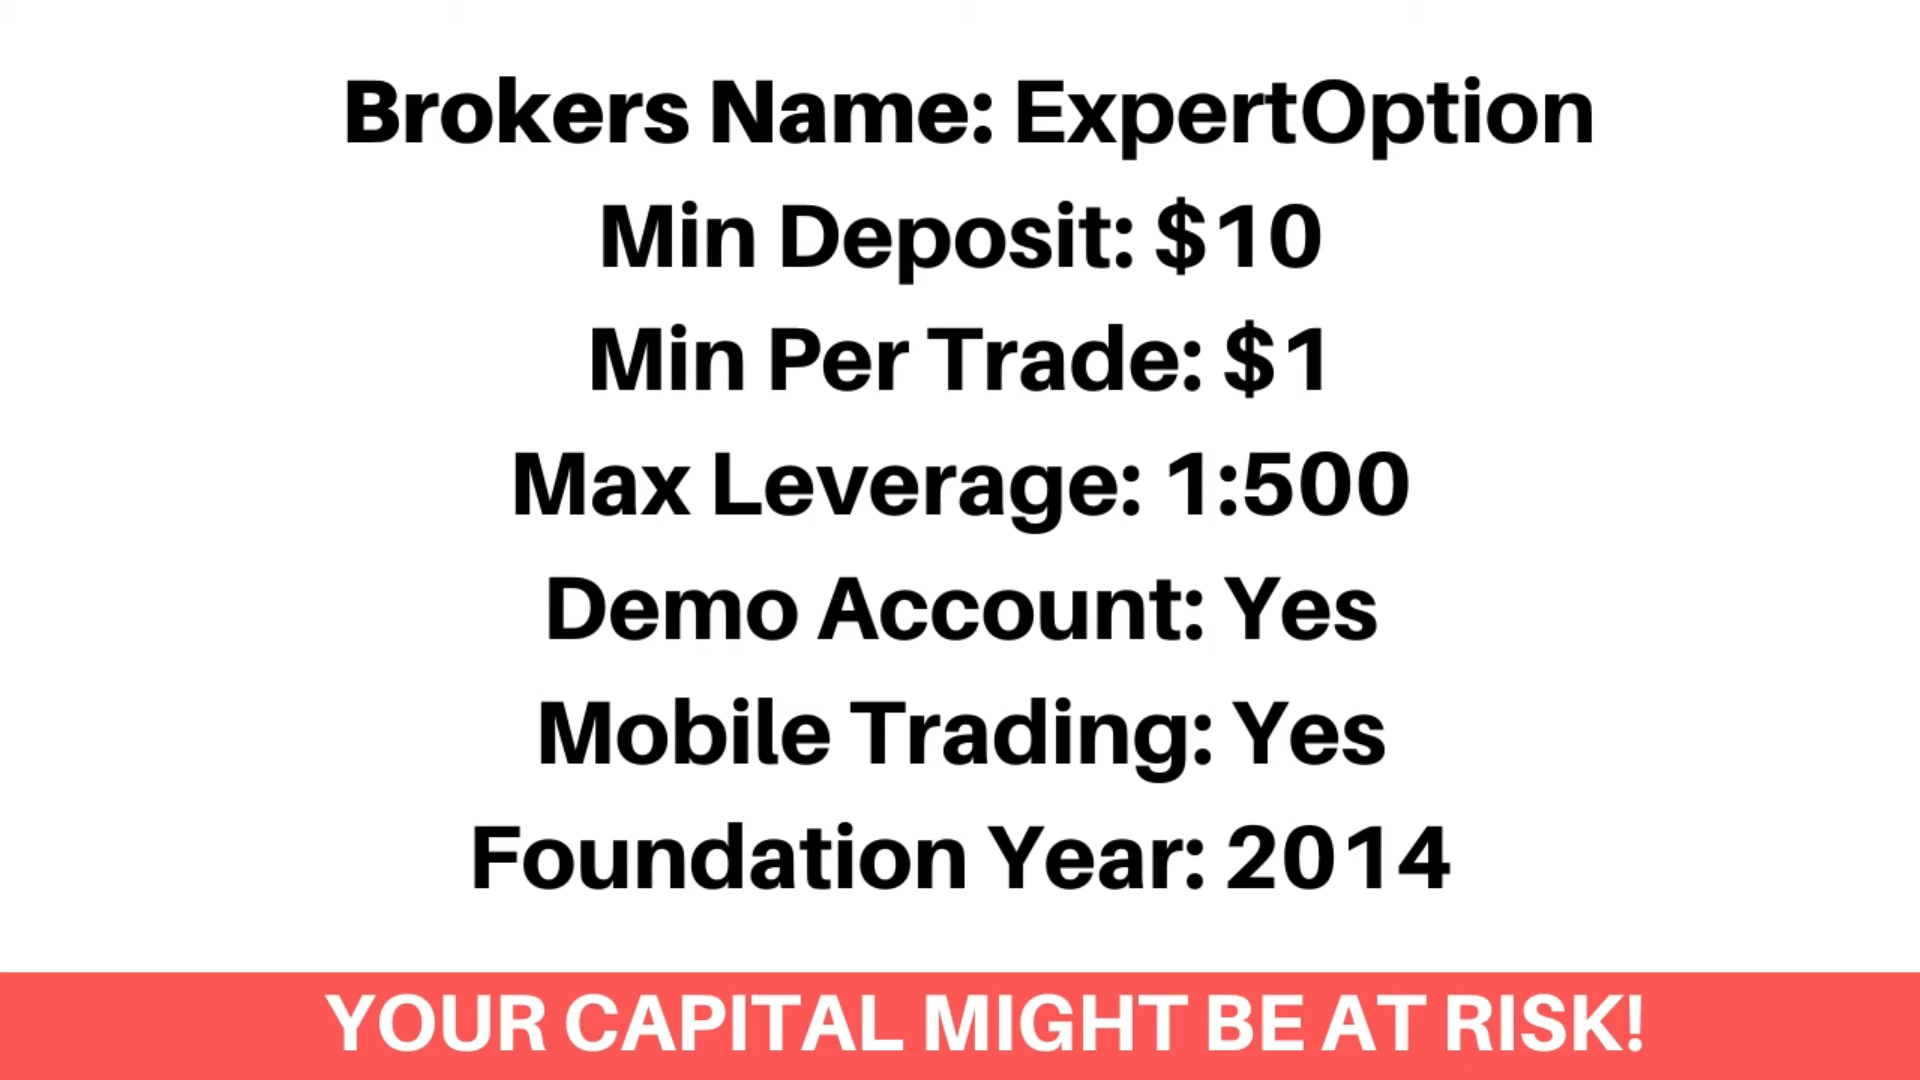 Brokers Name: ExpertOption
Min Deposit: $10
Min Per Trade: $1
Max Leverage: 1:500
Demo Account: Yes
Mobile Trading: Yes
Foundation Year: 2014
YOUR CAPITAL MIGHT BE AT RISK!